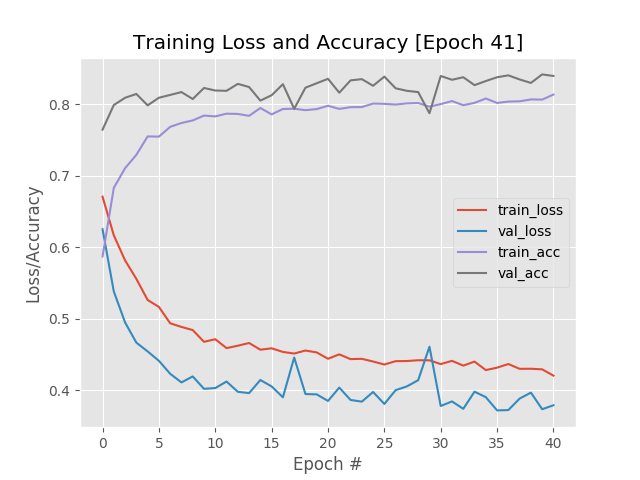 Training Loss and Accuracy [Epoch 41]
0.8
0.7
0.6
0.5
0.4
Loss/Accuracy
train_loss
val_loss
train_acc
val_acc
0 5 10 15 20 25 30 35 40
Epoch #